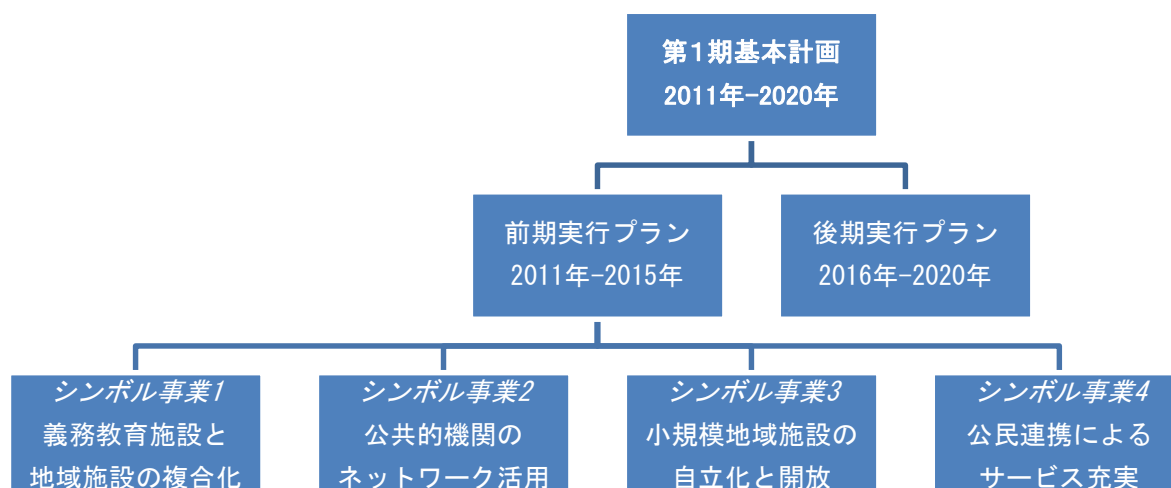 第１期基本計画
2011年-2020年
前期実行プラン
2011年-2015年
後期実行プラン
2016年-2020年
シンボル事業1
義務教育施設と
地域施設の複合化
シンボル事業2
公共的機関の
ネットワーク活用
シンボル事業3
小規模地域施設の
自立化と開放
シンボル事業4
公民連携による
サービス充実